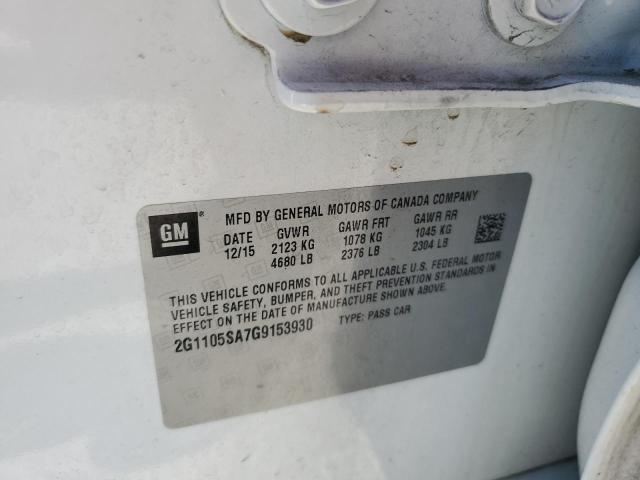 GM®
MFD BY GENERAL MOTORS OF CANADA COMPANY
DATE GVWR GAWR FRT GAWR RR
12/15 2123 KG 1078 KG 1045 KG
4680 LB 2376 LB 2304 LB
THIS VEHICLE CONFORMS TO ALL APPLICABLE U.S. FEDERAL MOTOR
VEHICLE SAFETY, BUMPER, AND THEFT PREVENTION STANDARDS IN
EFFECT ON THE DATE OF MANUFACTURE SHOWN ABOVE.
2G1105SA7G9153930 TYPE: PASS CAR